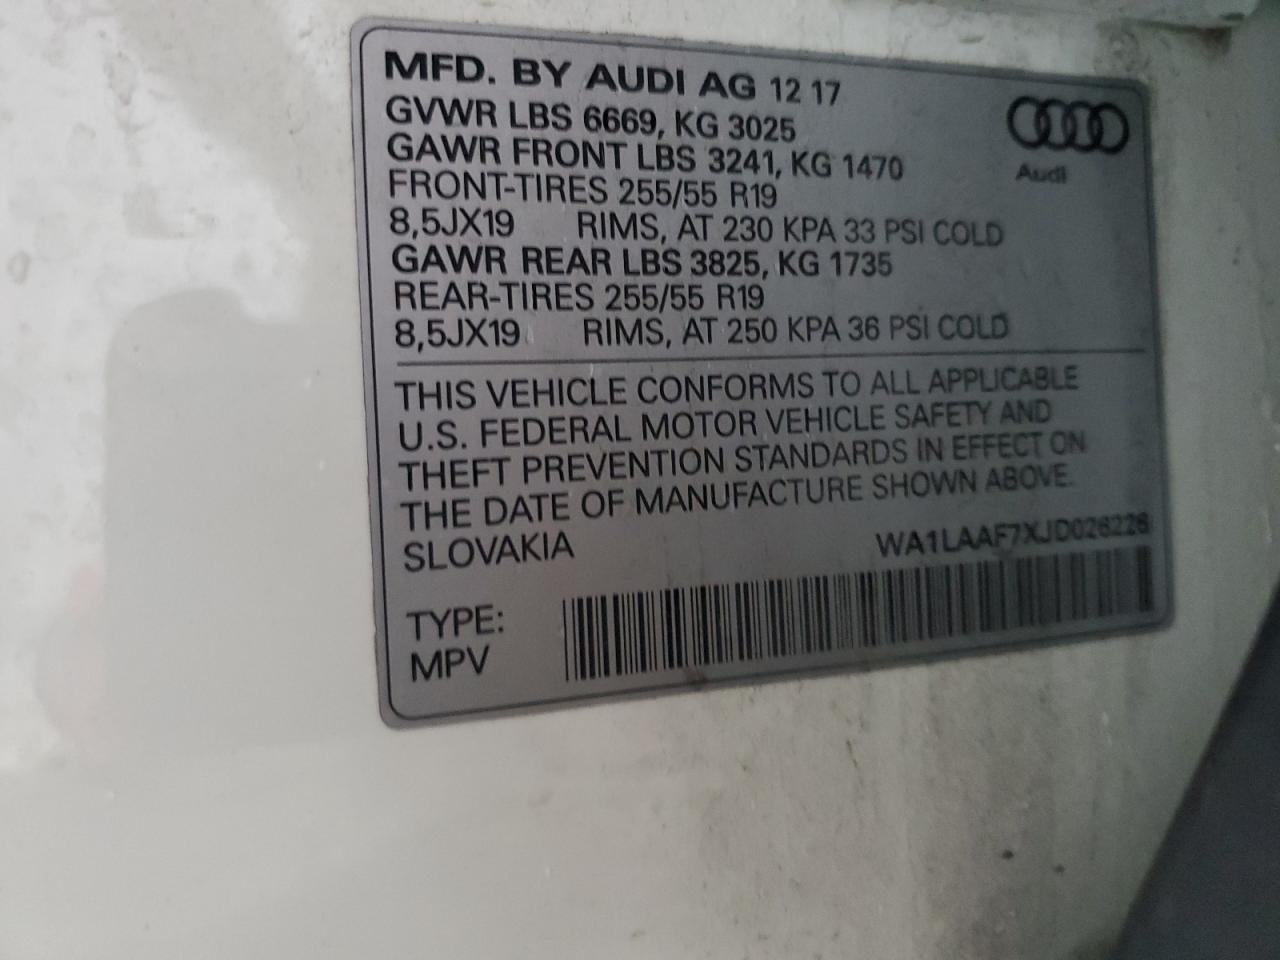 MFD. BY AUDI AG 12 17
GVWR LBS 6669, KG 3025
GAWR FRONT LBS 3241, KG 1470
FRONT-TIRES 255/55 R19
8,5JX19 RIMS, AT 230 KPA 33 PSI COLD
GAWR REAR LBS 3825, KG 1735
REAR-TIRES 255/55 R19
8,5JX19 RIMS, AT 250 KPA 36 PSI COLD
Audi
THIS VEHICLE CONFORMS TO ALL APPLICABLE
U.S. FEDERAL MOTOR VEHICLE SAFETY AND
THEFT PREVENTION STANDARDS IN EFFECT ON
THE DATE OF MANUFACTURE SHOWN ABOVE.
SLOVAKIA WA1LAAF7XJD026226
TYPE:
MPV